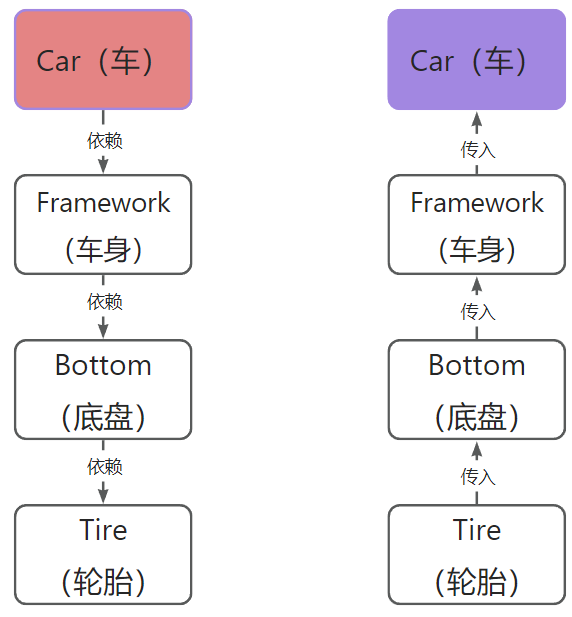 Car（车）
依赖
Framework
（车身）
依赖
Bottom
（底盘）
依赖
Tire
（轮胎）
Car（车）
传入
Framework
（车身）
传入
Bottom
（底盘）
传入
Tire
（轮胎）